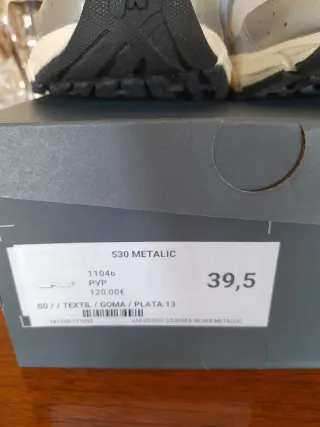 530 METALIC
11046
PVP
120.00€
39,5
00 / / TEXTIL / GOMA / PLATA.13